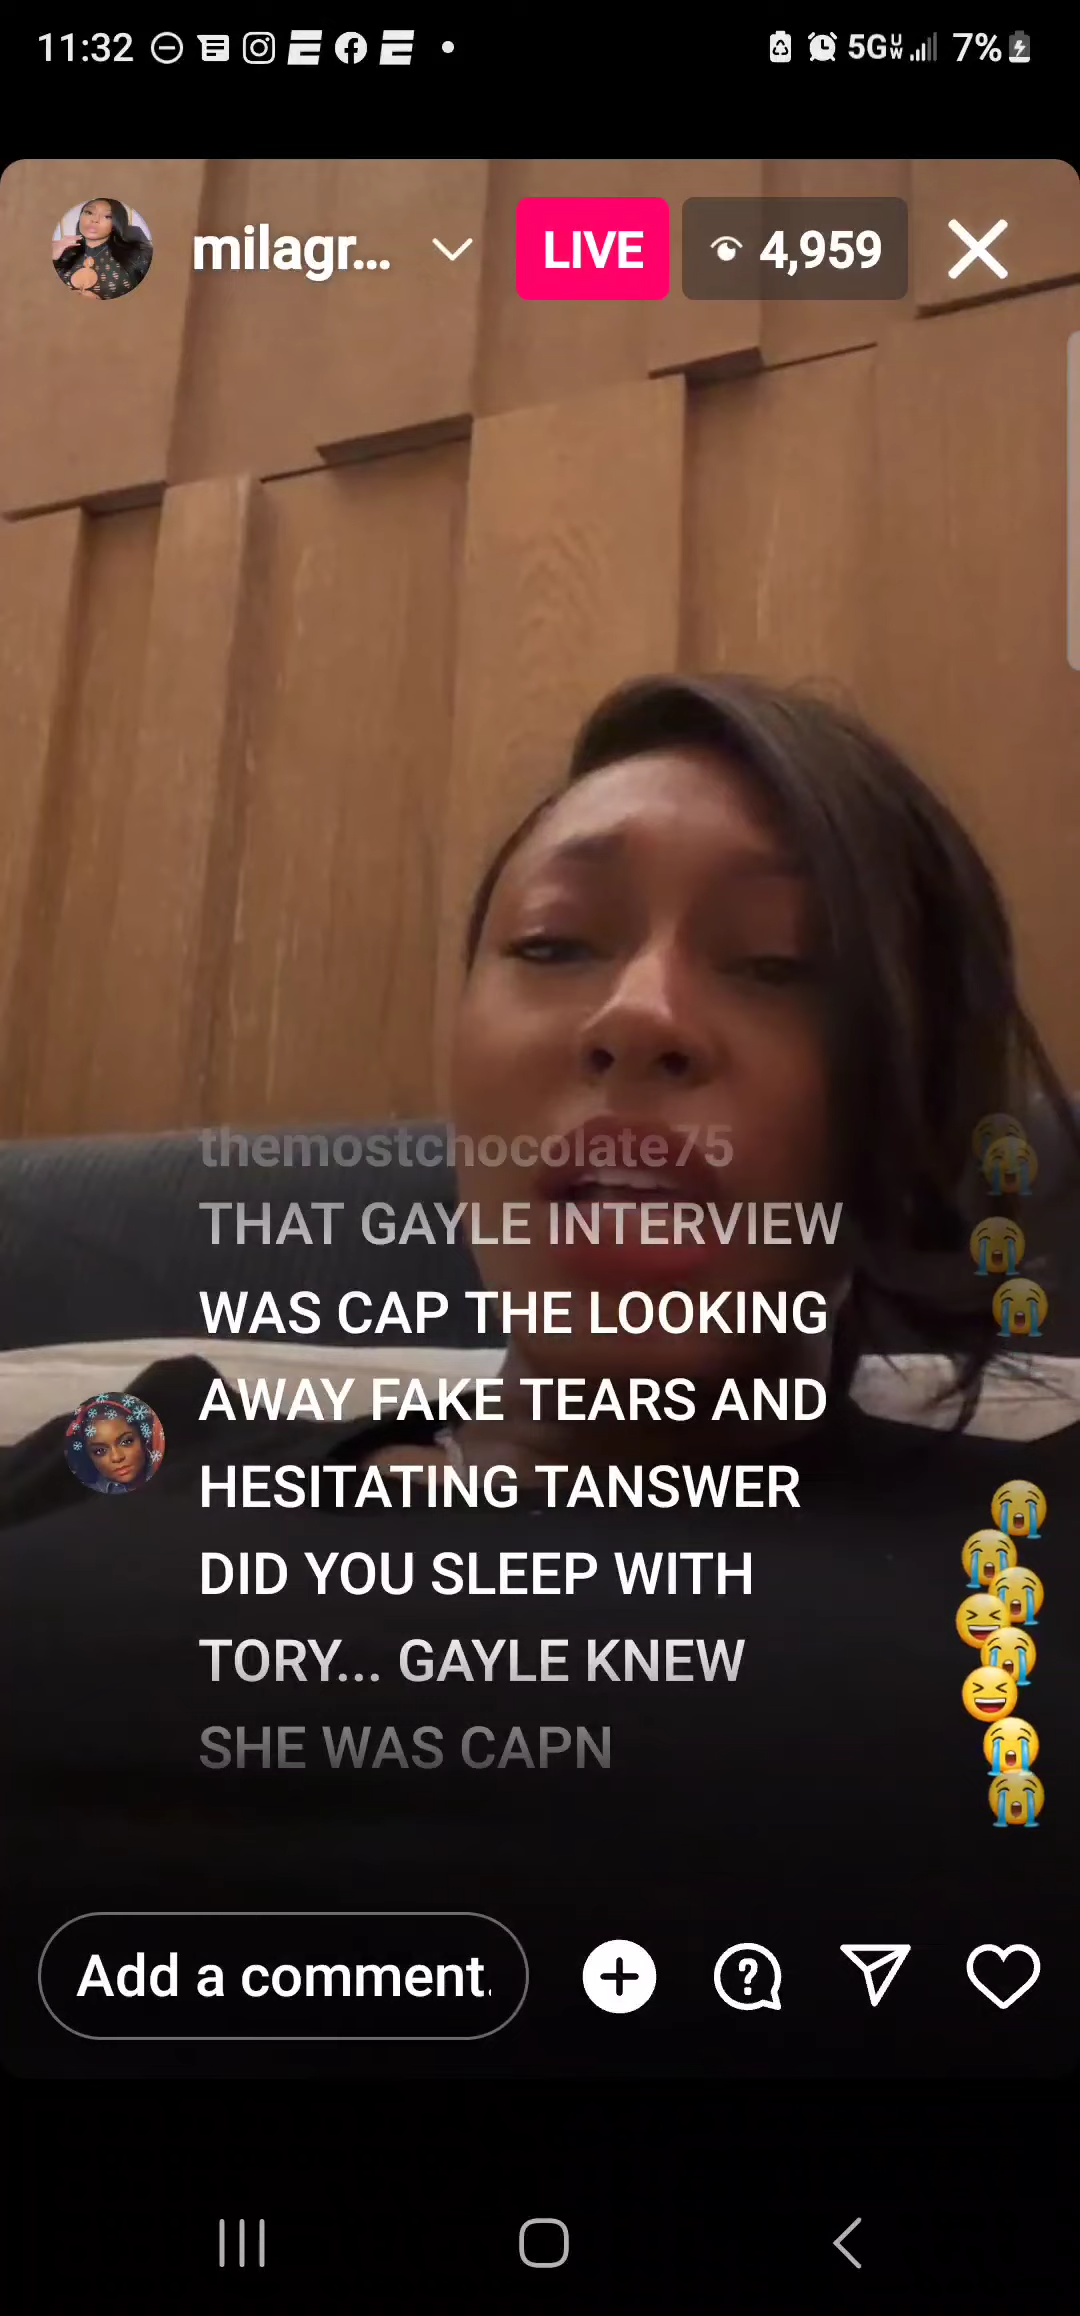 11:32
5G UW
7%
milagr...
LIVE
4,959
themostchocolate75
THAT GAYLE INTERVIEW
WAS CAP THE LOOKING
AWAY FAKE TEARS AND
HESITATING TANSWER
DID YOU SLEEP WITH
TORY... GAYLE KNEW
SHE WAS CAPN
Add a comment.